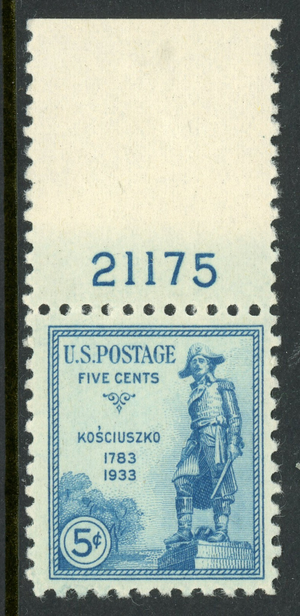 21175
U.S.POSTAGE
FIVE CENTS
KOŚCIUSZKO
1783
1933
5¢